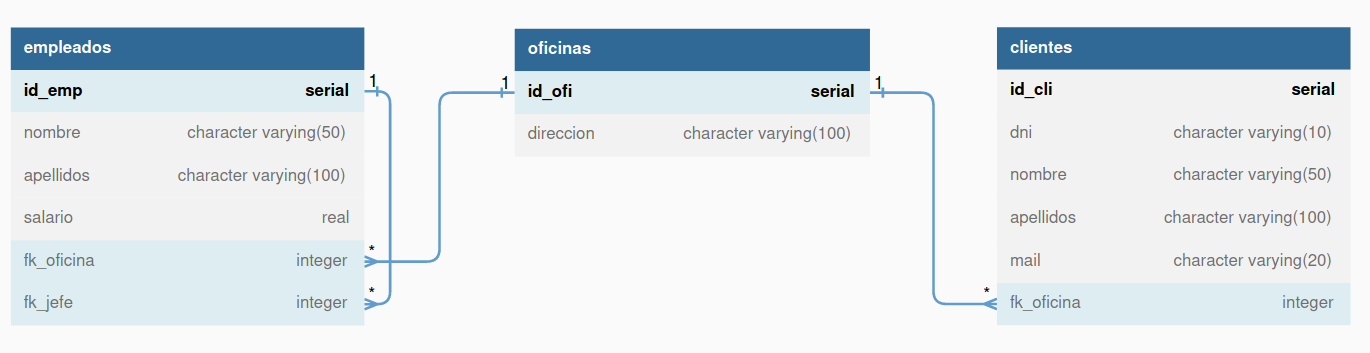 empleados
id_emp serial
nombre character varying(50)
apellidos character varying(100)
salario real
fk_oficina integer
fk_jefe integer
1
*
*
oficinas
1
id_ofi serial
1
direccion character varying(100)
clientes
id_cli serial
dni character varying(10)
nombre character varying(50)
apellidos character varying(100)
mail character varying(20)
*
fk_oficina integer